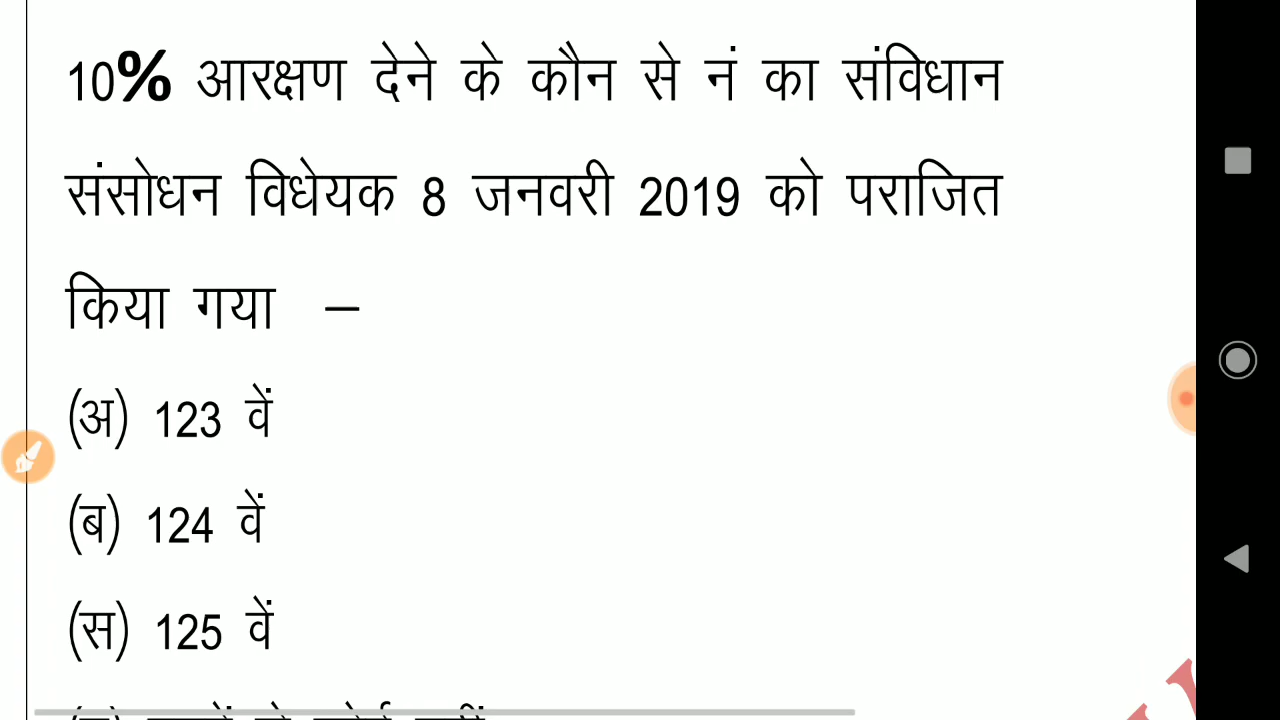 10% आरक्षण देने के कौन से नं का संविधान
संसोधन विधेयक 8 जनवरी 2019 को पराजित
किया गया –
(अ) 123 वें
(ब) 124 वें
(स) 125 वें